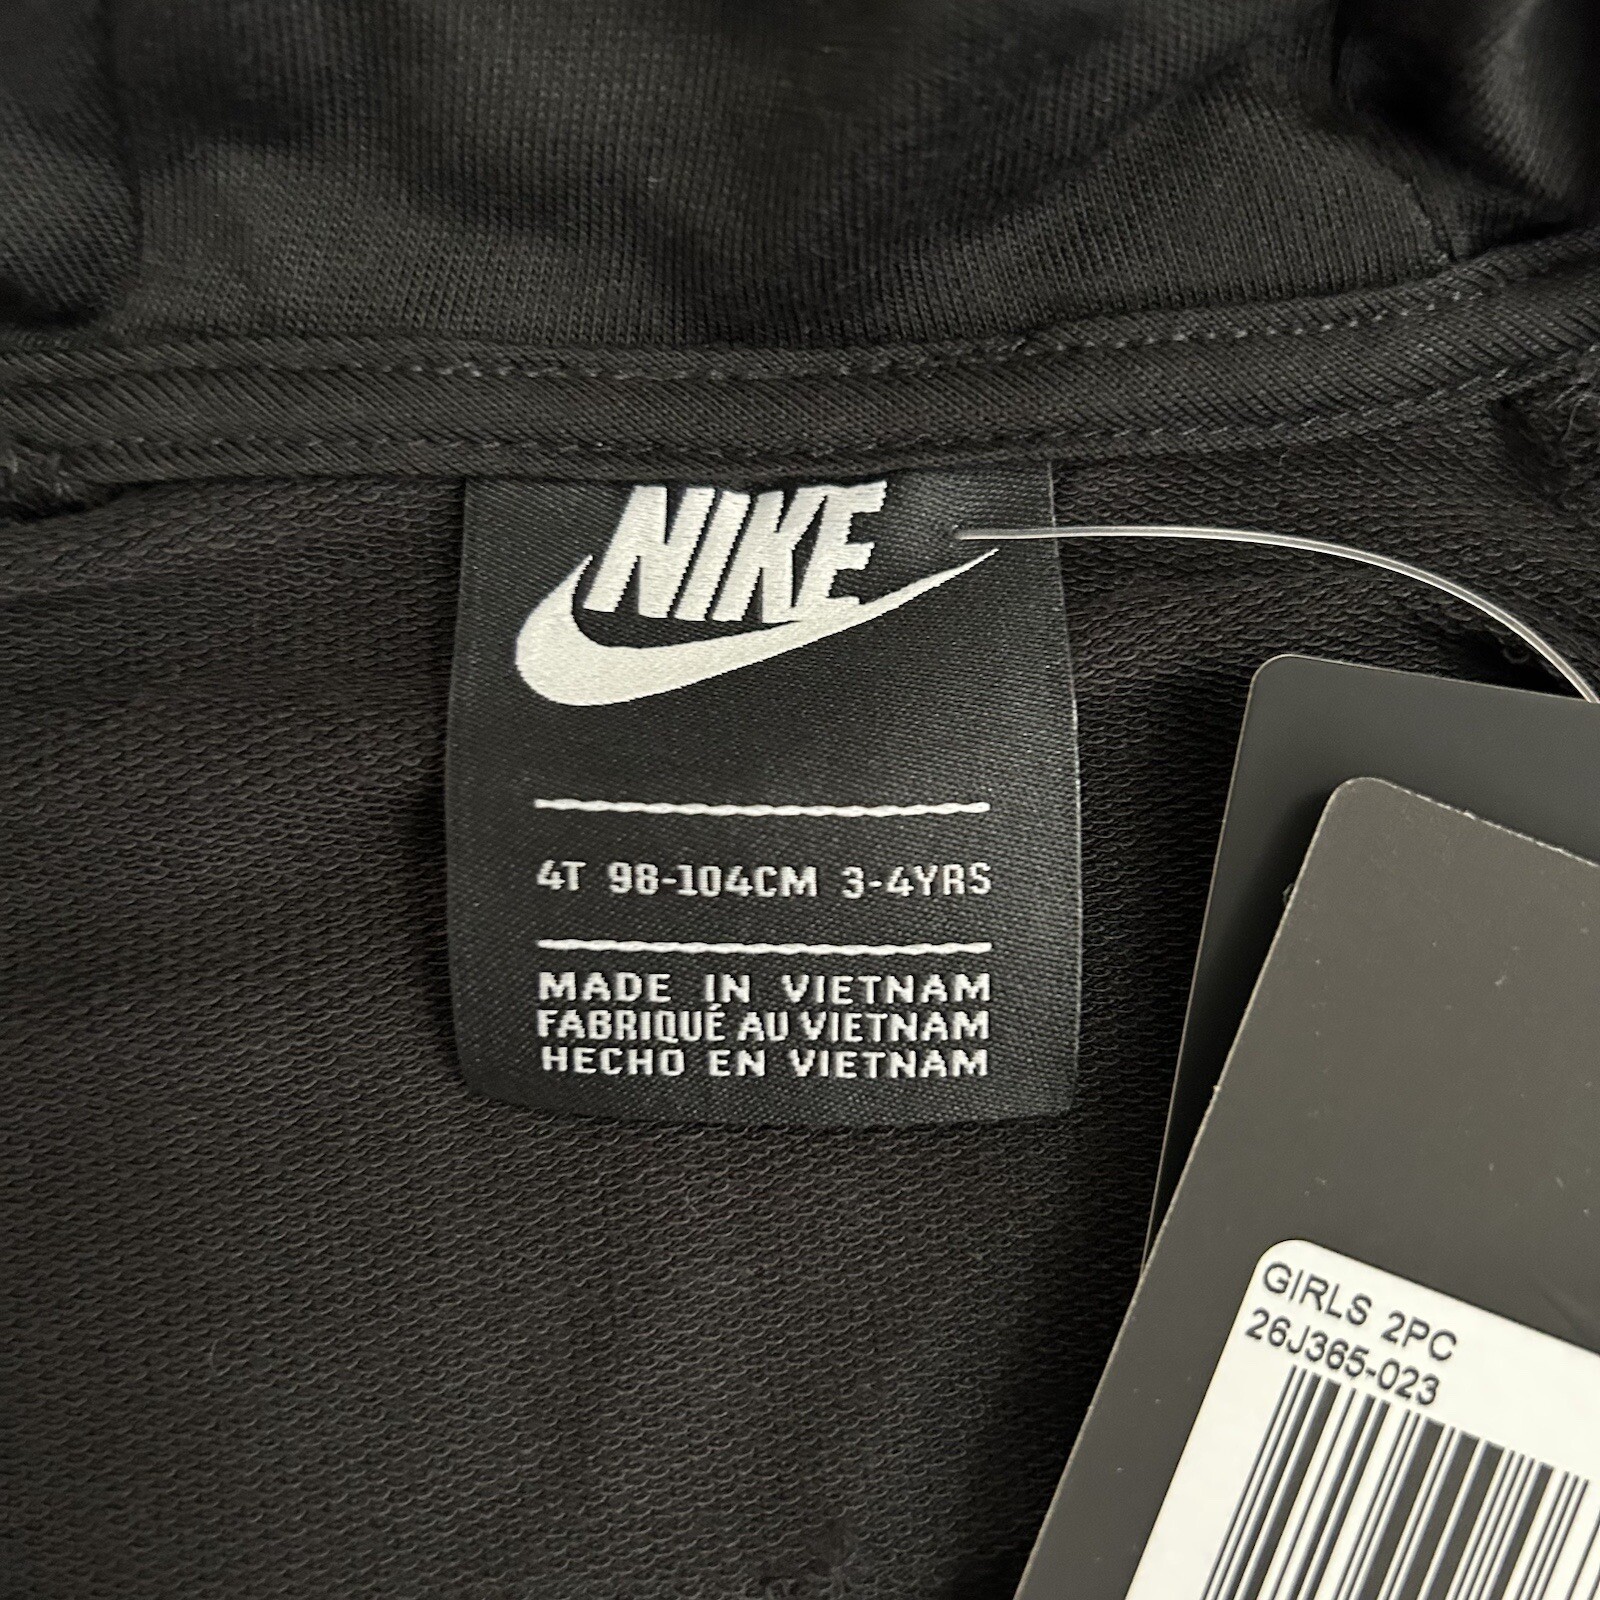 NIKE
4T 98-104CM 3-4YRS
MADE IN VIETNAM
FABRIQUÉ AU VIETNAM
HECHO EN VIETNAM
GIRLS 2PC
26J365-023